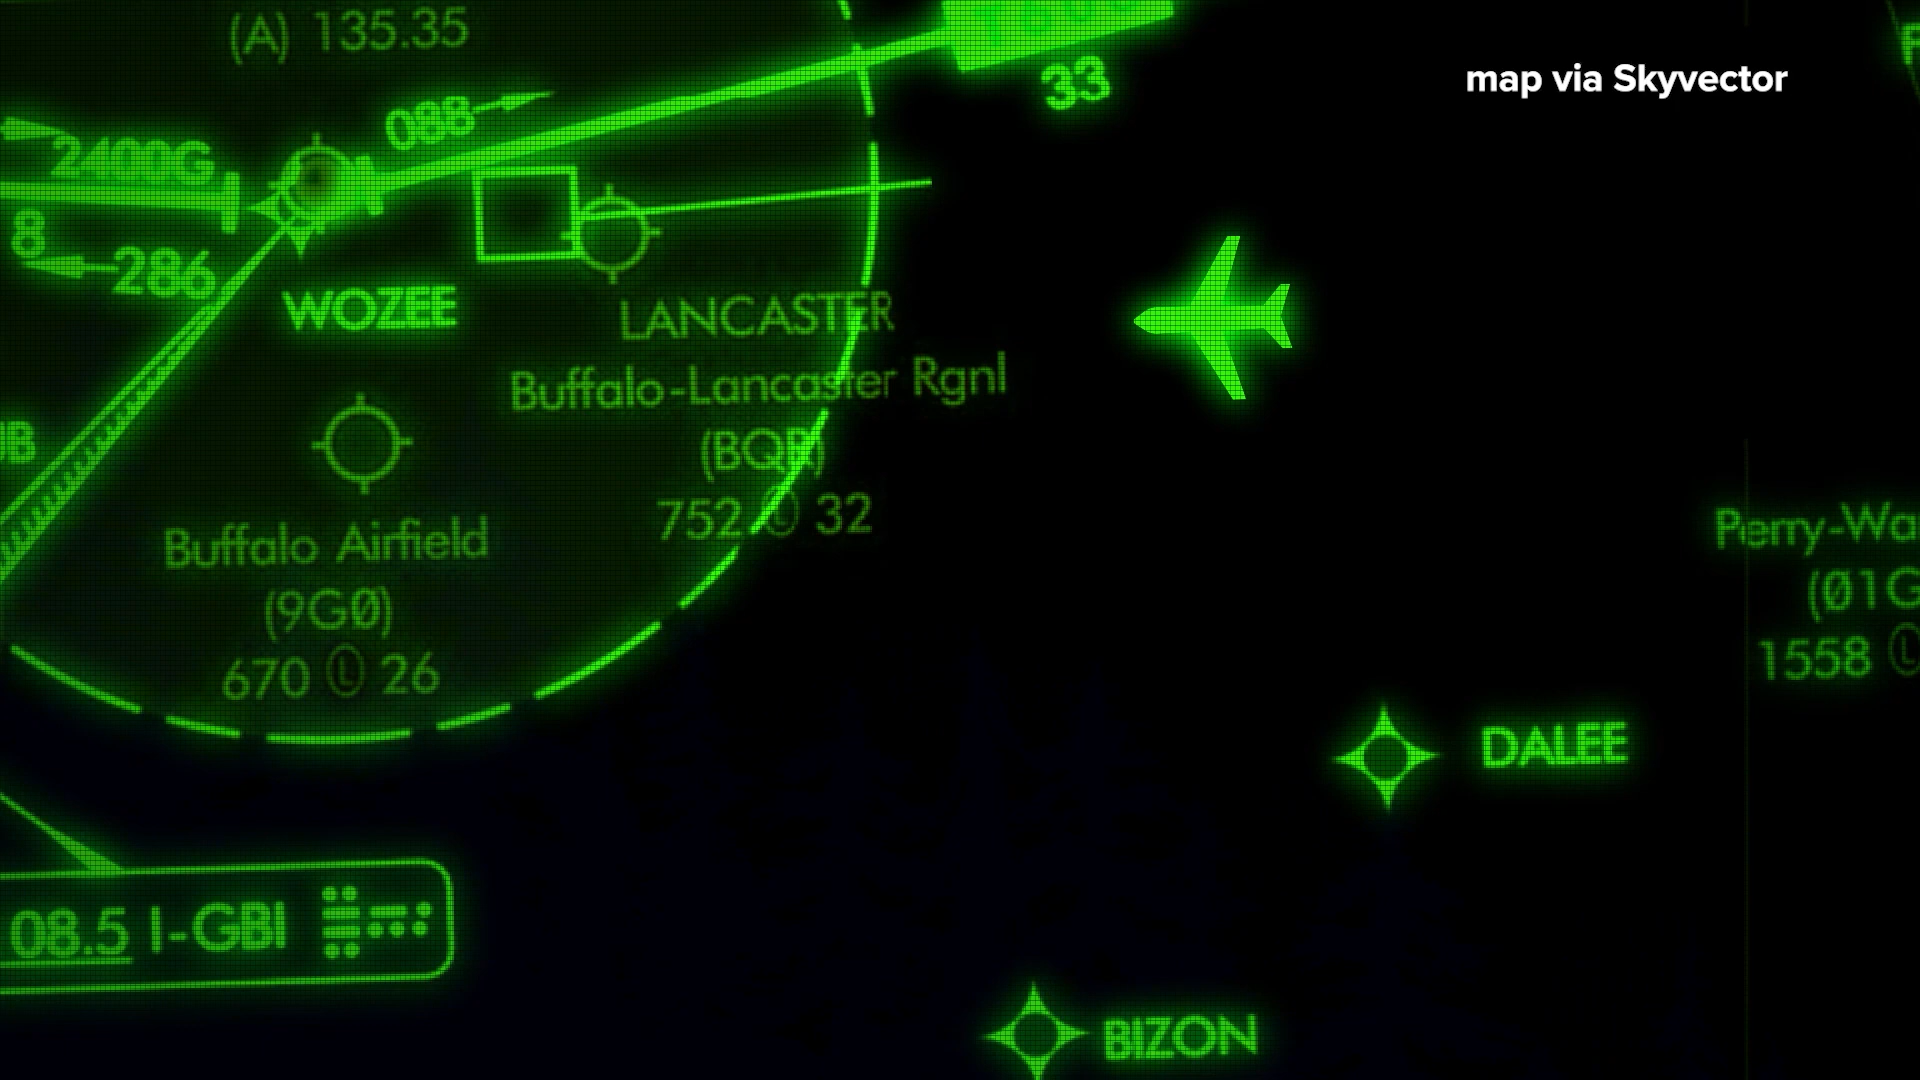 (A) 135.35
map via Skyvector
33
088
2400G
8
286
WOZEE
LANCASTER
Buffalo-Lancaster Rgnl
(BQR)
752 L 32
Buffalo Airfield
(9G0)
670 L 26
Perry-Wa
(01G
1558 L
DALEE
08.5 I-GBI
BIZON